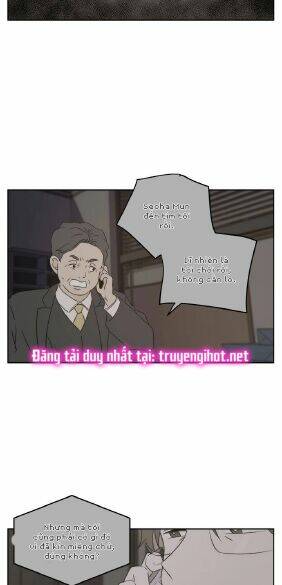 Seoha Mun
đến tìm tôi
rồi.
Dĩ nhiên là
tôi chối rồi,
không cần lo.
Đăng tải duy nhất tại: truyengihot.net
Nhưng mà tôi
cũng phải có gì đó
vì đã kín miệng chứ,
đúng không?